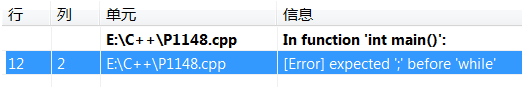 行 列 单元 信息
E:\C++\P1148.cpp In function 'int main()':
12 2 E:\C++\P1148.cpp [Error] expected ';' before 'while'